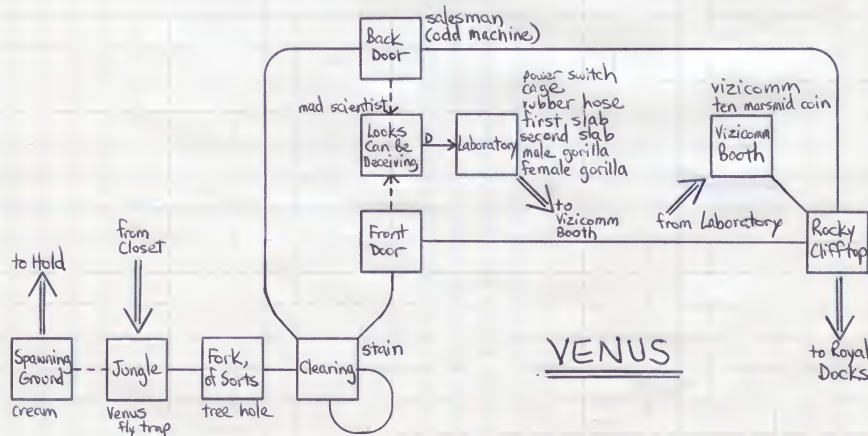 salesman
(odd machine)
Back
Door
power switch
cage
rubber hose
first slab
second slab
male gorilla
female gorilla
vizicomm
ten marsmid coin
mad scientist
Looks
Can Be
Deceiving
D
Laboratory
Vizicomm
Booth
to
Vizicomm
Booth
from Laboratory
from
Closet
Front
Door
Rocky
Clifftop
to Hold
Spawning
Ground
cream
Jungle
Venus
fly trap
Fork,
of Sorts
tree hole
Clearing
stain
VENUS
to Royal
Docks